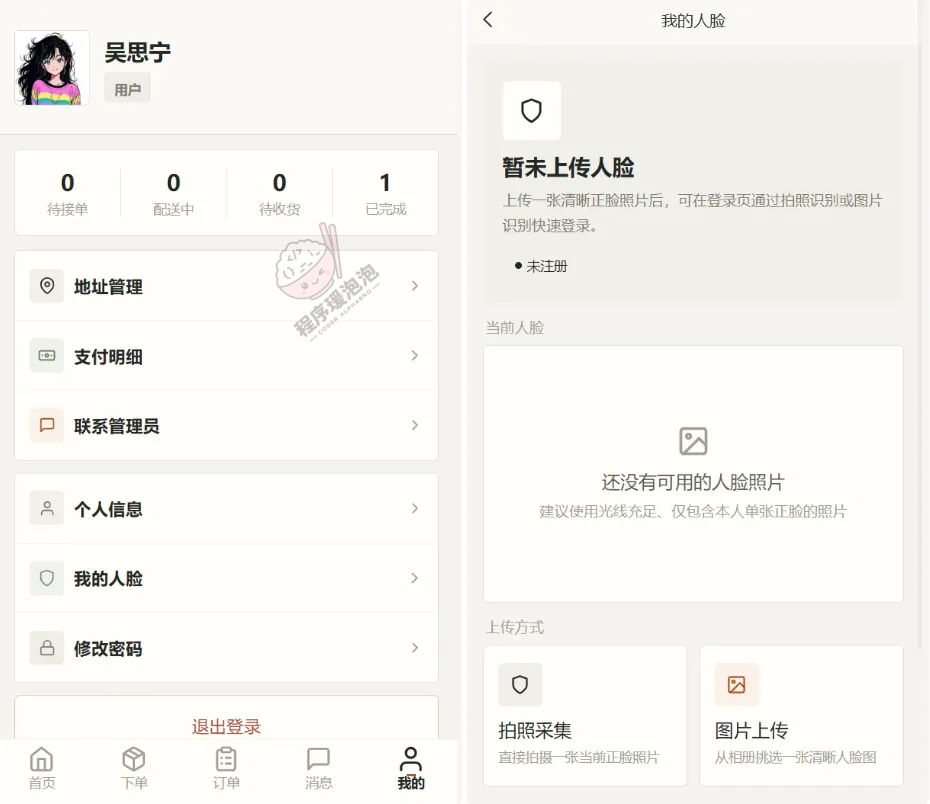 吴思宁
用户
0
待接单
0
配送中
0
待收货
1
已完成
地址管理
支付明细
联系管理员
个人信息
我的人脸
修改密码
退出登录
首页
下单
订单
消息
我的
程序瑗泡泡
CODER ALPHABRO
我的人脸
暂未上传人脸
上传一张清晰正脸照片后，可在登录页通过拍照识别或图片
识别快速登录。
未注册
当前人脸
还没有可用的人脸照片
建议使用光线充足、仅包含本人单张正脸的照片
上传方式
拍照采集
直接拍摄一张当前正脸照片
图片上传
从相册挑选一张清晰人脸图